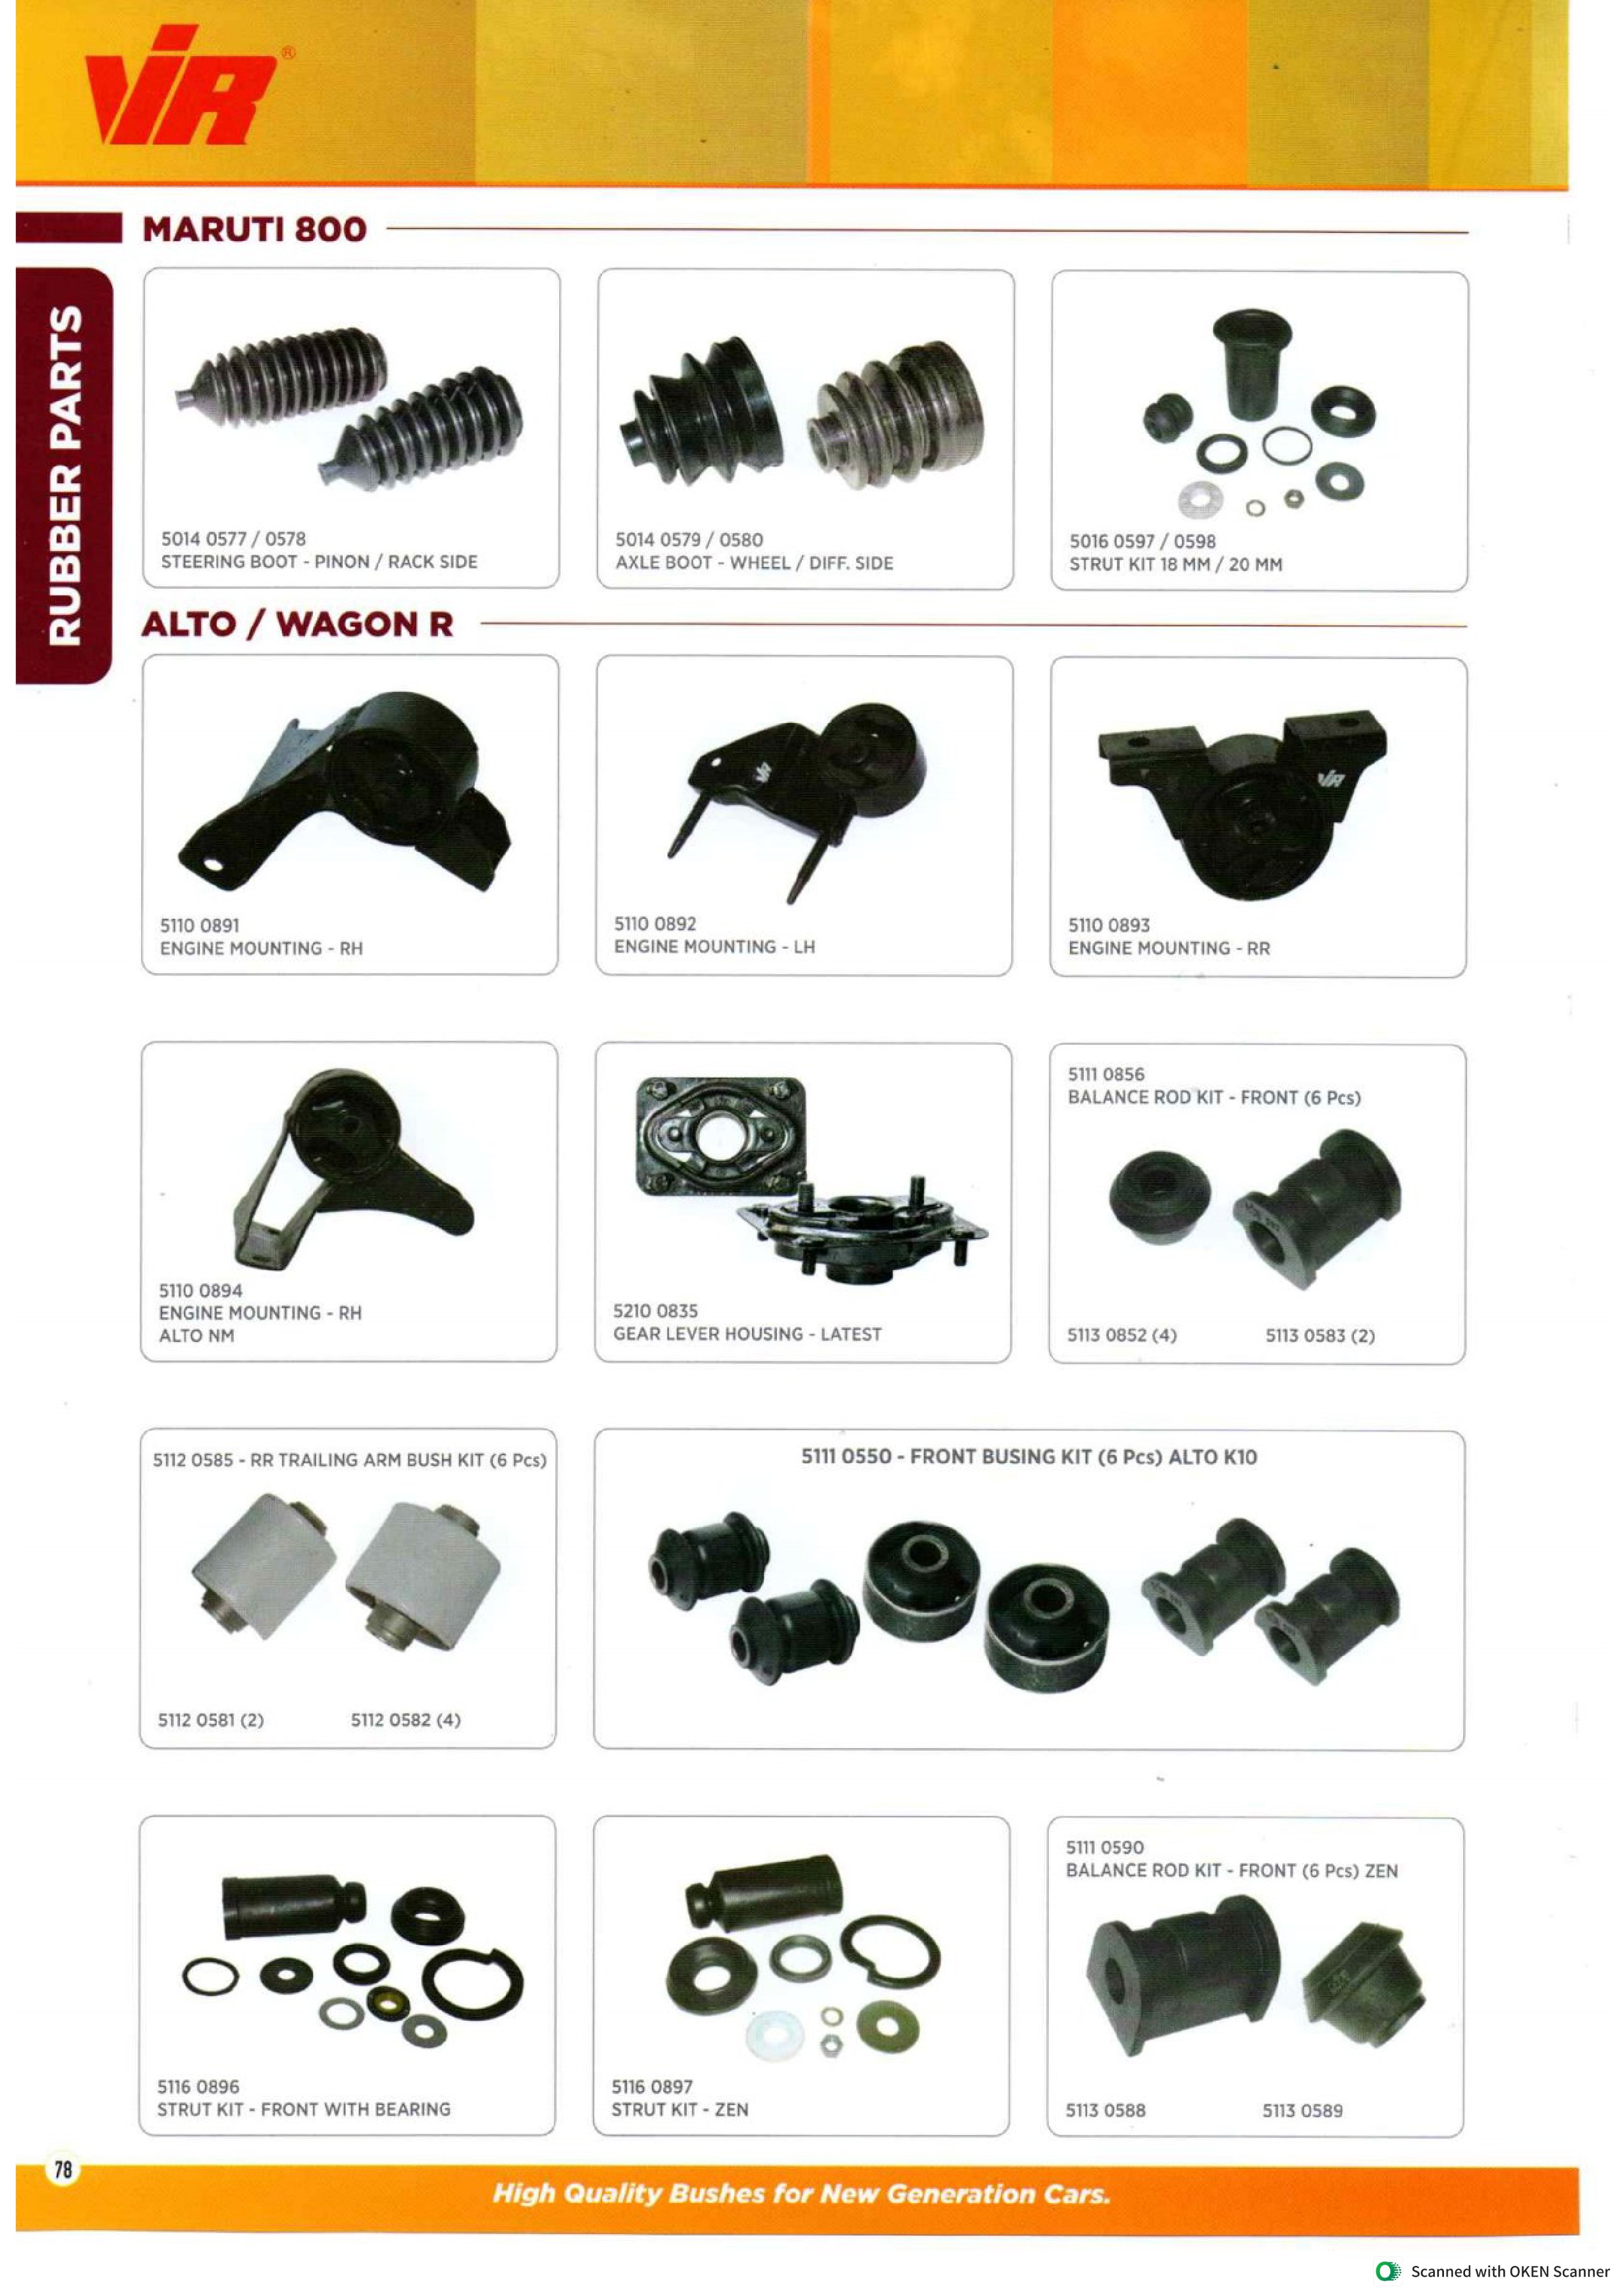 VIR®
MARUTI 800
RUBBER PARTS
5014 0577 / 0578
STEERING BOOT - PINON / RACK SIDE
5014 0579 / 0580
AXLE BOOT - WHEEL / DIFF. SIDE
5016 0597 / 0598
STRUT KIT 18 MM / 20 MM
ALTO / WAGON R
5110 0891
ENGINE MOUNTING - RH
VIR
5110 0892
ENGINE MOUNTING - LH
VIR
5110 0893
ENGINE MOUNTING - RR
5110 0894
ENGINE MOUNTING - RH
ALTO NM
5210 0835
GEAR LEVER HOUSING - LATEST
5111 0856
BALANCE ROD KIT - FRONT (6 Pcs)
5113 0852 (4)
5113 0583 (2)
5112 0585 - RR TRAILING ARM BUSH KIT (6 Pcs)
5112 0581 (2)
5112 0582 (4)
5111 0550 - FRONT BUSING KIT (6 Pcs) ALTO K10
5116 0896
STRUT KIT - FRONT WITH BEARING
5116 0897
STRUT KIT - ZEN
5111 0590
BALANCE ROD KIT - FRONT (6 Pcs) ZEN
5113 0588
5113 0589
78
High Quality Bushes for New Generation Cars.
Scanned with OKEN Scanner